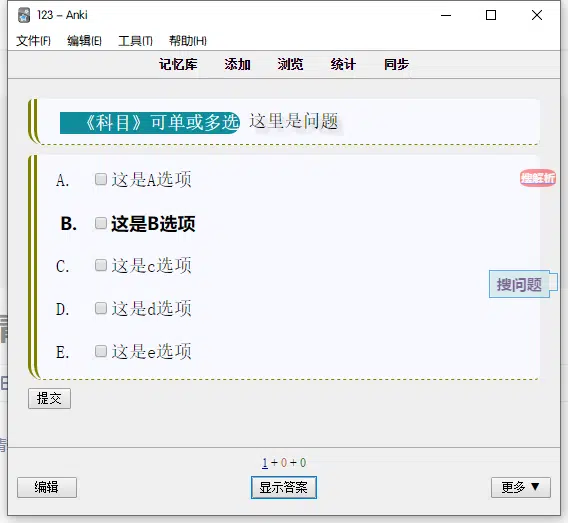 123 – Anki
文件(F) 编辑(E) 工具(T) 帮助(H)
记忆库 添加 浏览 统计 同步
《科目》可单或多选 这里是问题
A. 这是A选项
搜解析
B. 这是B选项
C. 这是c选项
搜问题
D. 这是d选项
E. 这是e选项
提交
1 + 0 + 0
编辑 显示答案 更多 ▼